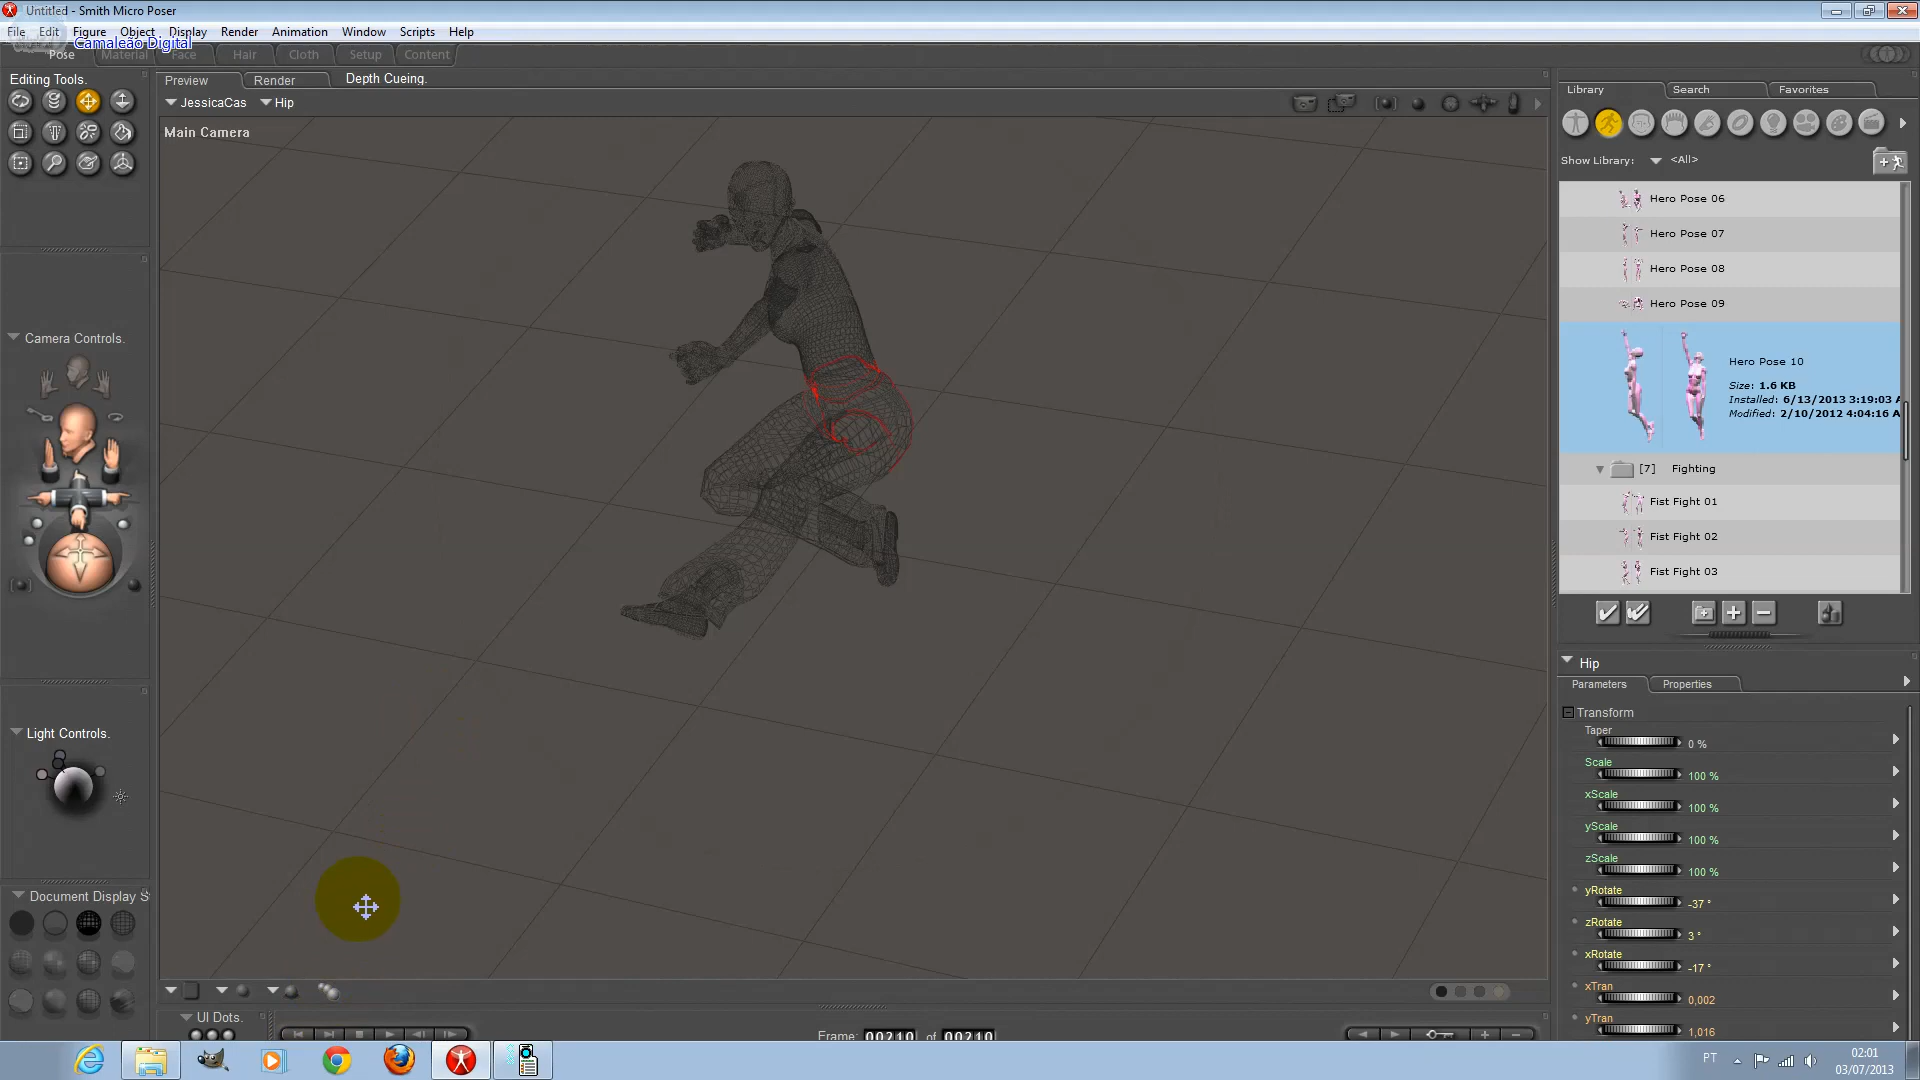 Untitled - Smith Micro Poser
File Edit Figure Object Display Render Animation Window Scripts Help
Camaleão Digital
Pose Material Face Hair Cloth Setup Content
Editing Tools.
Preview Render Depth Cueing.
JessicaCas Hip
Main Camera
Camera Controls.
Light Controls.
Document Display S
UI Dots.
Frame: 00210 of 00210
Library Search Favorites
Show Library: <All>
Hero Pose 06
Hero Pose 07
Hero Pose 08
Hero Pose 09
Hero Pose 10
Size: 1.6 KB
Installed: 6/13/2013 3:19:03 A
Modified: 2/10/2012 4:04:16 A
[7] Fighting
Fist Fight 01
Fist Fight 02
Fist Fight 03
Hip
Parameters Properties
Transform
Taper
0 %
Scale
100 %
xScale
100 %
yScale
100 %
zScale
100 %
yRotate
-37 °
zRotate
3 °
xRotate
-17 °
xTran
0,002
yTran
1,016
PT
02:01
03/07/2013